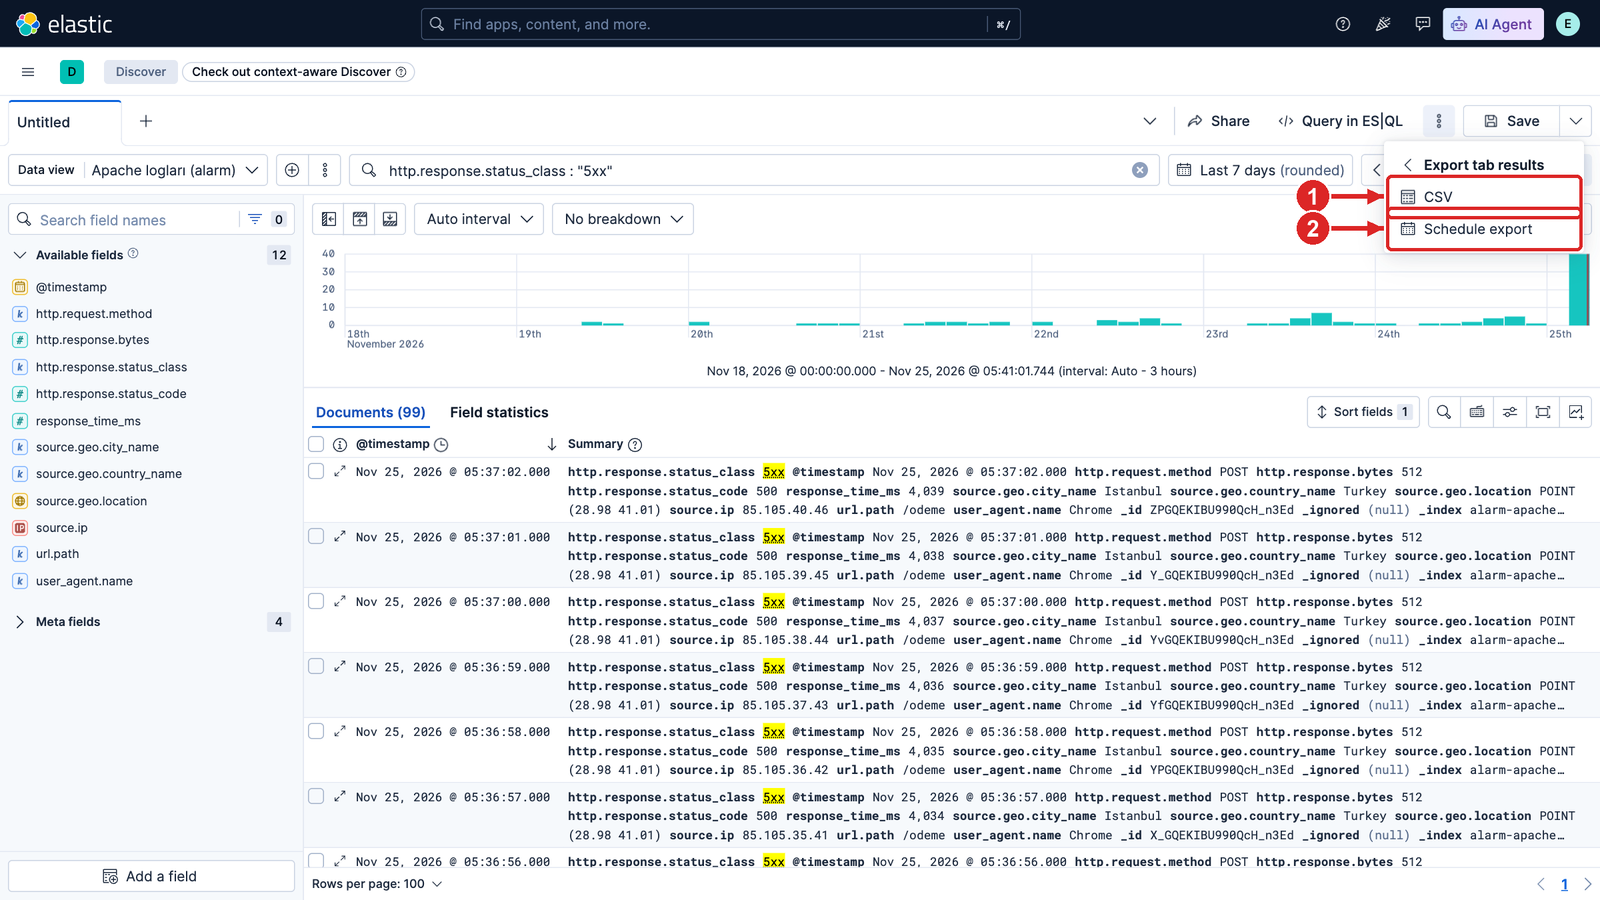 elastic
Find apps, content, and more.
⌘/
AI Agent
E
D
Discover
Check out context-aware Discover
Untitled
Share
Query in ES|QL
Save
Data view
Apache logları (alarm)
http.response.status_class : "5xx"
Last 7 days (rounded)
Export tab results
1
CSV
2
Schedule export
Search field names
0
Auto interval
No breakdown
Available fields
12
@timestamp
http.request.method
http.response.bytes
http.response.status_class
http.response.status_code
response_time_ms
source.geo.city_name
source.geo.country_name
source.geo.location
source.ip
url.path
user_agent.name
Meta fields
4
Add a field
40
30
20
10
0
18th
November 2026
19th
20th
21st
22nd
23rd
24th
25th
Nov 18, 2026 @ 00:00:00.000 - Nov 25, 2026 @ 05:41:01.744 (interval: Auto - 3 hours)
Documents (99)
Field statistics
Sort fields 1
@timestamp
Summary
Nov 25, 2026 @ 05:37:02.000
http.response.status_class 5xx @timestamp Nov 25, 2026 @ 05:37:02.000 http.request.method POST http.response.bytes 512
http.response.status_code 500 response_time_ms 4,039 source.geo.city_name Istanbul source.geo.country_name Turkey source.geo.location POINT
(28.98 41.01) source.ip 85.105.40.46 url.path /odeme user_agent.name Chrome _id ZPGQEKIBU990QcH_n3Ed _ignored (null) _index alarm-apache…
Nov 25, 2026 @ 05:37:01.000
http.response.status_class 5xx @timestamp Nov 25, 2026 @ 05:37:01.000 http.request.method POST http.response.bytes 512
http.response.status_code 500 response_time_ms 4,038 source.geo.city_name Istanbul source.geo.country_name Turkey source.geo.location POINT
(28.98 41.01) source.ip 85.105.39.45 url.path /odeme user_agent.name Chrome _id Y_GQEKIBU990QcH_n3Ed _ignored (null) _index alarm-apache…
Nov 25, 2026 @ 05:37:00.000
http.response.status_class 5xx @timestamp Nov 25, 2026 @ 05:37:00.000 http.request.method POST http.response.bytes 512
http.response.status_code 500 response_time_ms 4,037 source.geo.city_name Istanbul source.geo.country_name Turkey source.geo.location POINT
(28.98 41.01) source.ip 85.105.38.44 url.path /odeme user_agent.name Chrome _id YvGQEKIBU990QcH_n3Ed _ignored (null) _index alarm-apache…
Nov 25, 2026 @ 05:36:59.000
http.response.status_class 5xx @timestamp Nov 25, 2026 @ 05:36:59.000 http.request.method POST http.response.bytes 512
http.response.status_code 500 response_time_ms 4,036 source.geo.city_name Istanbul source.geo.country_name Turkey source.geo.location POINT
(28.98 41.01) source.ip 85.105.37.43 url.path /odeme user_agent.name Chrome _id YfGQEKIBU990QcH_n3Ed _ignored (null) _index alarm-apache…
Nov 25, 2026 @ 05:36:58.000
http.response.status_class 5xx @timestamp Nov 25, 2026 @ 05:36:58.000 http.request.method POST http.response.bytes 512
http.response.status_code 500 response_time_ms 4,035 source.geo.city_name Istanbul source.geo.country_name Turkey source.geo.location POINT
(28.98 41.01) source.ip 85.105.36.42 url.path /odeme user_agent.name Chrome _id YPGQEKIBU990QcH_n3Ed _ignored (null) _index alarm-apache…
Nov 25, 2026 @ 05:36:57.000
http.response.status_class 5xx @timestamp Nov 25, 2026 @ 05:36:57.000 http.request.method POST http.response.bytes 512
http.response.status_code 500 response_time_ms 4,034 source.geo.city_name Istanbul source.geo.country_name Turkey source.geo.location POINT
(28.98 41.01) source.ip 85.105.35.41 url.path /odeme user_agent.name Chrome _id X_GQEKIBU990QcH_n3Ed _ignored (null) _index alarm-apache…
Nov 25, 2026 @ 05:36:56.000
http.response.status_class 5xx @timestamp Nov 25, 2026 @ 05:36:56.000 http.request.method POST http.response.bytes 512
Rows per page: 100
1